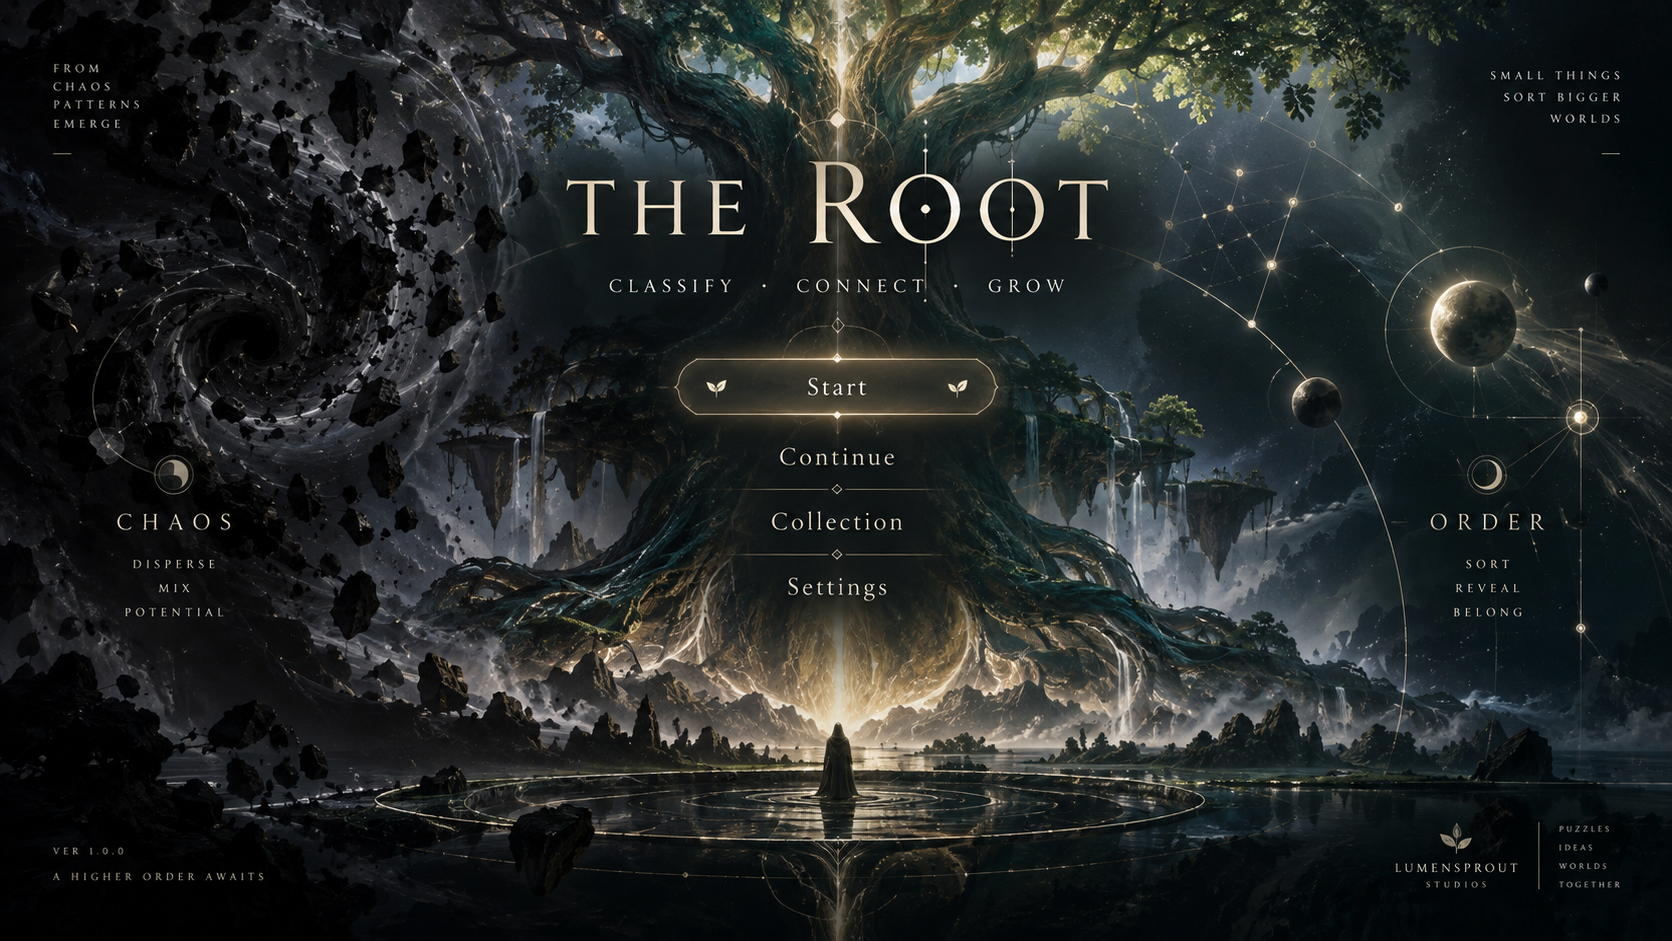 FROM
CHAOS
PATTERNS
EMERGE
SMALL THINGS
SORT BIGGER
WORLDS
THE ROOT
CLASSIFY · CONNECT · GROW
Start
Continue
Collection
Settings
CHAOS
DISPERSE
MIX
POTENTIAL
ORDER
SORT
REVEAL
BELONG
VER 1.0.0
A HIGHER ORDER AWAITS
LUMENSPROUT
STUDIOS
PUZZLES
IDEAS
WORLDS
TOGETHER